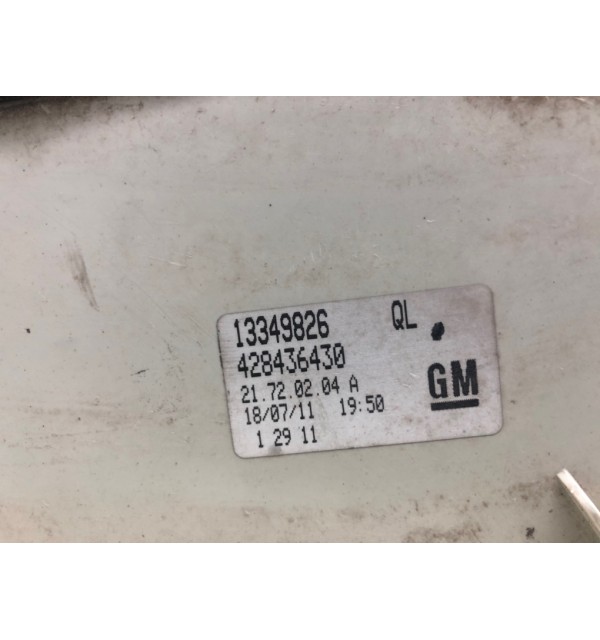 13349826 QL
428436430
21.72.02.04 A
18/07/11 19:50
1 29 11
GM